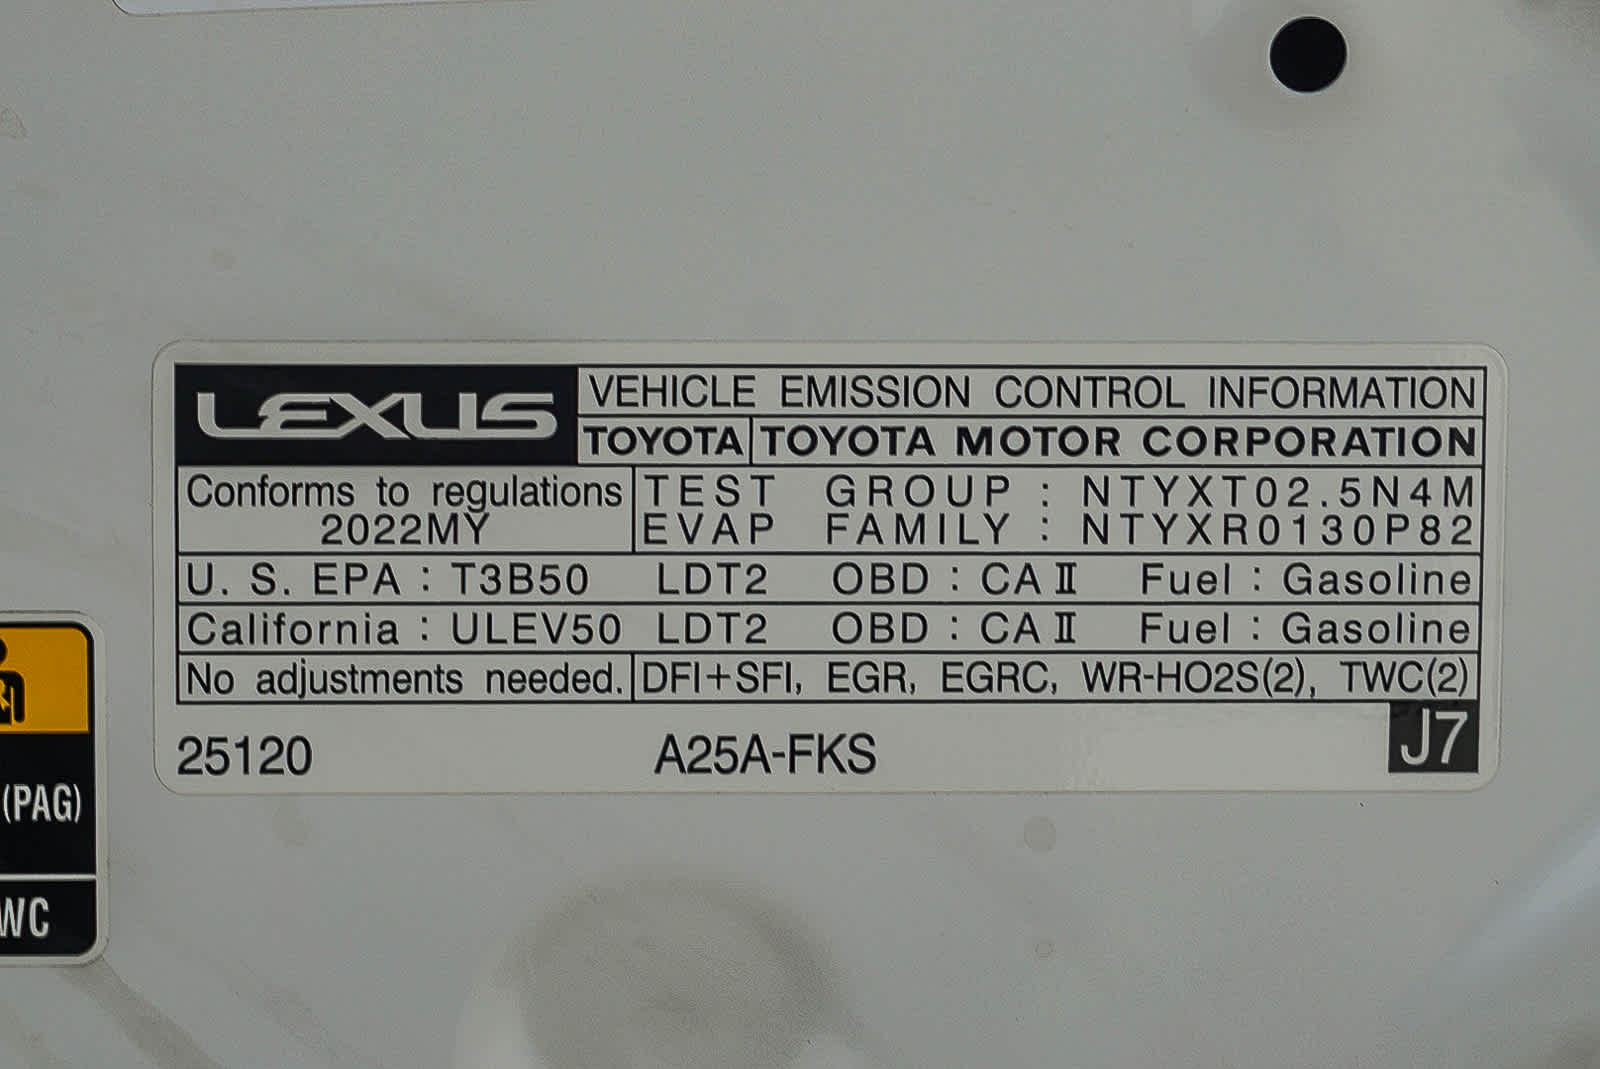 LEXUS
VEHICLE EMISSION CONTROL INFORMATION
TOYOTA TOYOTA MOTOR CORPORATION
Conforms to regulations
2022MY
TEST GROUP : NTYXT02.5N4M
EVAP FAMILY : NTYXR0130P82
U. S. EPA : T3B50 LDT2 OBD : CA II Fuel : Gasoline
California : ULEV50 LDT2 OBD : CA II Fuel : Gasoline
No adjustments needed. DFI+SFI, EGR, EGRC, WR-HO2S(2), TWC(2)
25120 A25A-FKS J7
(PAG)
WC